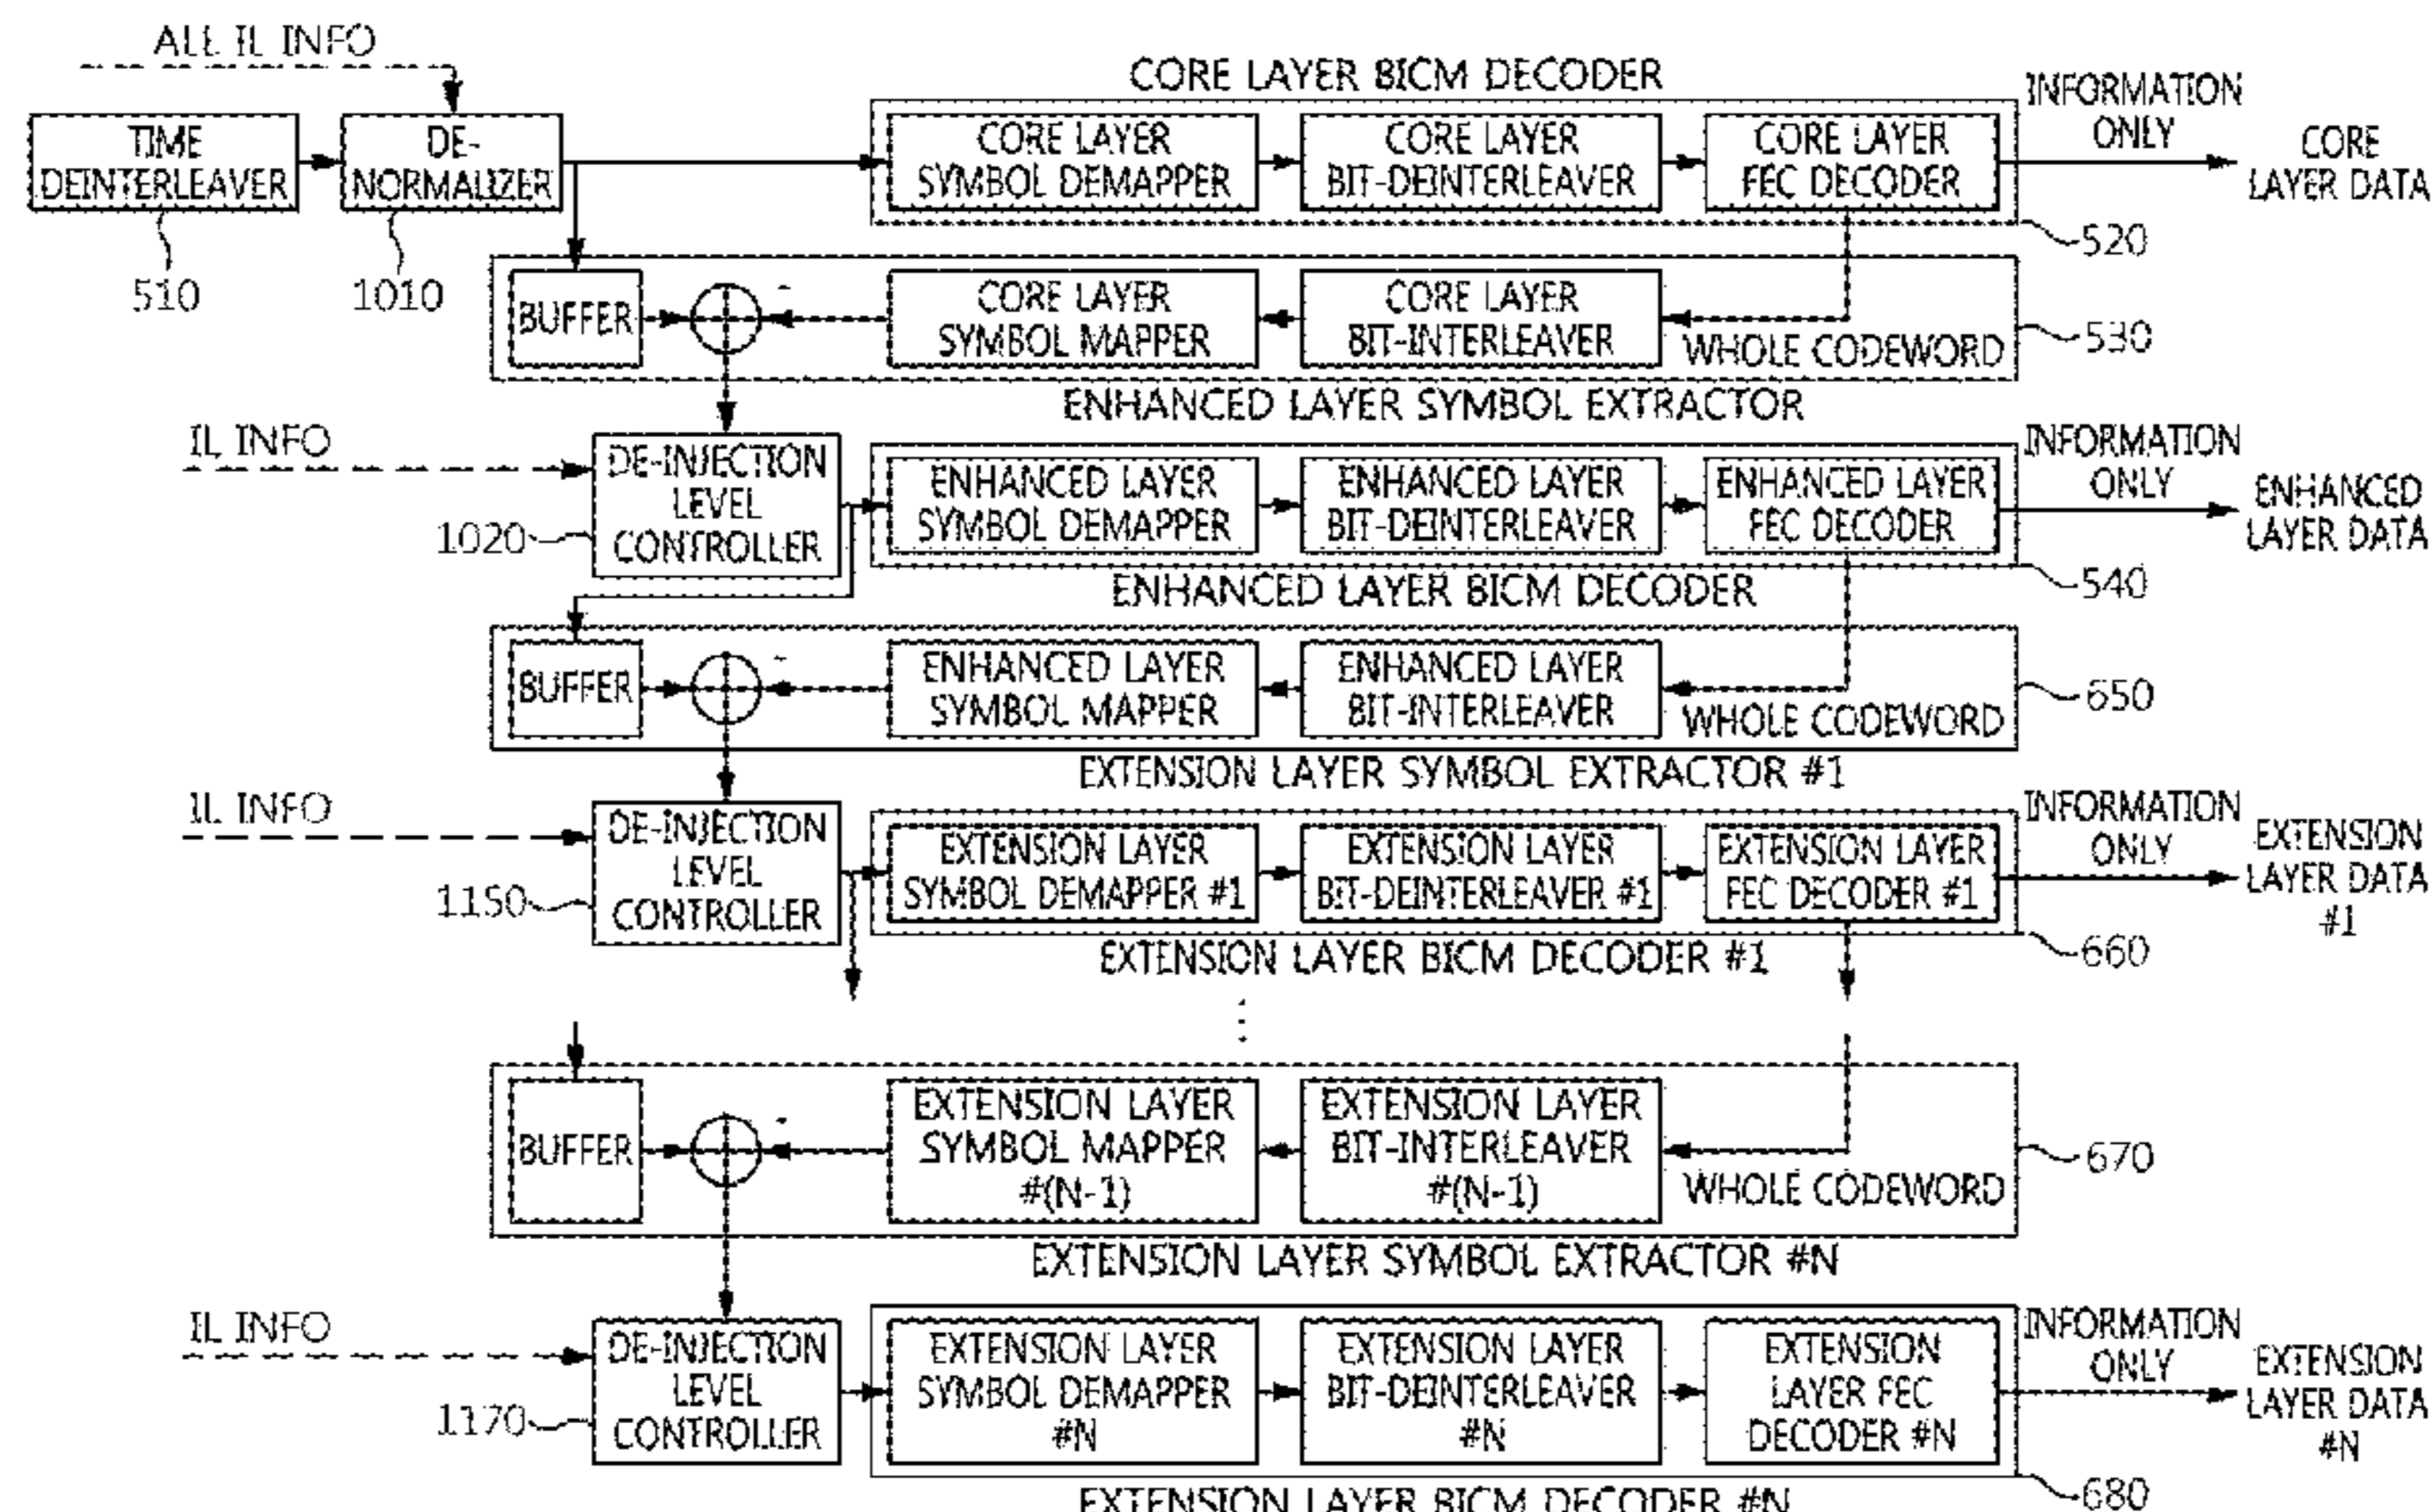 ALL IL INFO
CORE LAYER BICM DECODER
TIME
DEINTERLEAVER
DE-
NORMALIZER
CORE LAYER
SYMBOL DEMAPPER
CORE LAYER
BIT-DEINTERLEAVER
CORE LAYER
FEC DECODER
INFORMATION
ONLY
CORE
LAYER DATA
510
1010
520
BUFFER
-
CORE LAYER
SYMBOL MAPPER
CORE LAYER
BIT-INTERLEAVER
WHOLE CODEWORD
530
ENHANCED LAYER SYMBOL EXTRACTOR
IL INFO
DE-INJECTION
LEVEL
CONTROLLER
1020
ENHANCED LAYER
SYMBOL DEMAPPER
ENHANCED LAYER
BIT-DEINTERLEAVER
ENHANCED LAYER
FEC DECODER
INFORMATION
ONLY
ENHANCED
LAYER DATA
540
ENHANCED LAYER BICM DECODER
BUFFER
-
ENHANCED LAYER
SYMBOL MAPPER
ENHANCED LAYER
BIT-INTERLEAVER
WHOLE CODEWORD
650
EXTENSION LAYER SYMBOL EXTRACTOR #1
IL INFO
DE-INJECTION
LEVEL
CONTROLLER
1150
EXTENSION LAYER
SYMBOL DEMAPPER #1
EXTENSION LAYER
BIT-DEINTERLEAVER #1
EXTENSION LAYER
FEC DECODER #1
INFORMATION
ONLY
EXTENSION
LAYER DATA
#1
660
EXTENSION LAYER BICM DECODER #1
BUFFER
-
EXTENSION LAYER
SYMBOL MAPPER
#(N-1)
EXTENSION LAYER
BIT-INTERLEAVER
#(N-1)
WHOLE CODEWORD
670
EXTENSION LAYER SYMBOL EXTRACTOR #N
IL INFO
DE-INJECTION
LEVEL
CONTROLLER
1170
EXTENSION LAYER
SYMBOL DEMAPPER
#N
EXTENSION LAYER
BIT-DEINTERLEAVER
#N
EXTENSION
LAYER FEC
DECODER #N
INFORMATION
ONLY
EXTENSION
LAYER DATA
#N
680
EXTENSION LAYER BICM DECODER #N